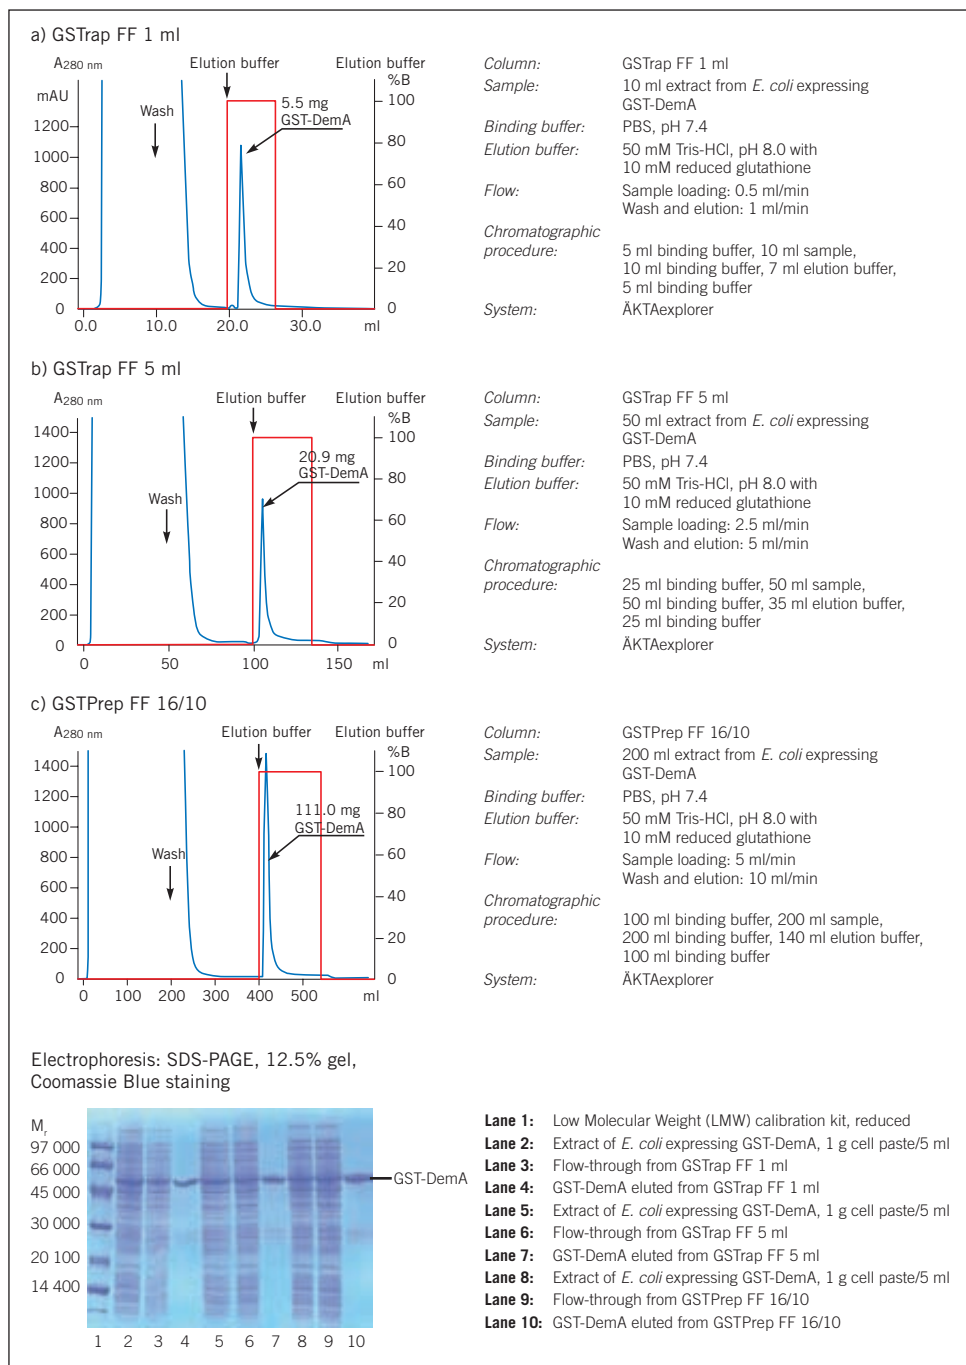 a) GSTrap FF 1 ml
A280 nm
Elution buffer
Elution buffer
%B
mAU
Wash
5.5 mg
GST-DemA
1200
1000
800
600
400
200
0
100
80
60
40
20
0
0.0 10.0 20.0 30.0 ml
Column: GSTrap FF 1 ml
Sample: 10 ml extract from E. coli expressing
GST-DemA
Binding buffer: PBS, pH 7.4
Elution buffer: 50 mM Tris-HCl, pH 8.0 with
10 mM reduced glutathione
Flow: Sample loading: 0.5 ml/min
Wash and elution: 1 ml/min
Chromatographic
procedure: 5 ml binding buffer, 10 ml sample,
10 ml binding buffer, 7 ml elution buffer,
5 ml binding buffer
System: ÄKTAexplorer
b) GSTrap FF 5 ml
A280 nm
Elution buffer
Elution buffer
%B
Wash
20.9 mg
GST-DemA
1400
1200
1000
800
600
400
200
0
100
80
60
40
20
0
0 50 100 150 ml
Column: GSTrap FF 5 ml
Sample: 50 ml extract from E. coli expressing
GST-DemA
Binding buffer: PBS, pH 7.4
Elution buffer: 50 mM Tris-HCl, pH 8.0 with
10 mM reduced glutathione
Flow: Sample loading: 2.5 ml/min
Wash and elution: 5 ml/min
Chromatographic
procedure: 25 ml binding buffer, 50 ml sample,
50 ml binding buffer, 35 ml elution buffer,
25 ml binding buffer
System: ÄKTAexplorer
c) GSTPrep FF 16/10
A280 nm
Elution buffer
Elution buffer
%B
Wash
111.0 mg
GST-DemA
1400
1200
1000
800
600
400
200
0
100
80
60
40
20
0
0 100 200 300 400 500 ml
Column: GSTPrep FF 16/10
Sample: 200 ml extract from E. coli expressing
GST-DemA
Binding buffer: PBS, pH 7.4
Elution buffer: 50 mM Tris-HCl, pH 8.0 with
10 mM reduced glutathione
Flow: Sample loading: 5 ml/min
Wash and elution: 10 ml/min
Chromatographic
procedure: 100 ml binding buffer, 200 ml sample,
200 ml binding buffer, 140 ml elution buffer,
100 ml binding buffer
System: ÄKTAexplorer
Electrophoresis: SDS-PAGE, 12.5% gel,
Coomassie Blue staining
Mr
97 000
66 000
45 000
30 000
20 100
14 400
GST-DemA
1 2 3 4 5 6 7 8 9 10
Lane 1: Low Molecular Weight (LMW) calibration kit, reduced
Lane 2: Extract of E. coli expressing GST-DemA, 1 g cell paste/5 ml
Lane 3: Flow-through from GSTrap FF 1 ml
Lane 4: GST-DemA eluted from GSTrap FF 1 ml
Lane 5: Extract of E. coli expressing GST-DemA, 1 g cell paste/5 ml
Lane 6: Flow-through from GSTrap FF 5 ml
Lane 7: GST-DemA eluted from GSTrap FF 5 ml
Lane 8: Extract of E. coli expressing GST-DemA, 1 g cell paste/5 ml
Lane 9: Flow-through from GSTPrep FF 16/10
Lane 10: GST-DemA eluted from GSTPrep FF 16/10